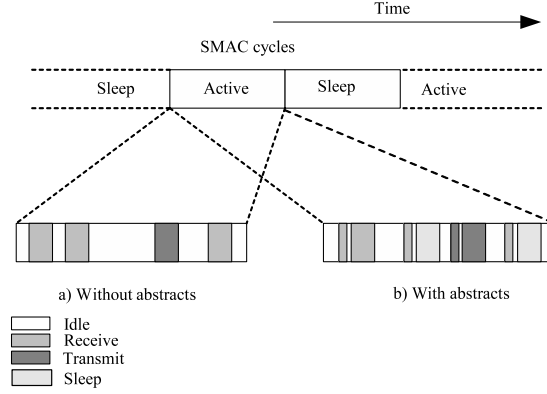 Time
SMAC cycles
Sleep
Active
Sleep
Active
a) Without abstracts
b) With abstracts
Idle
Receive
Transmit
Sleep